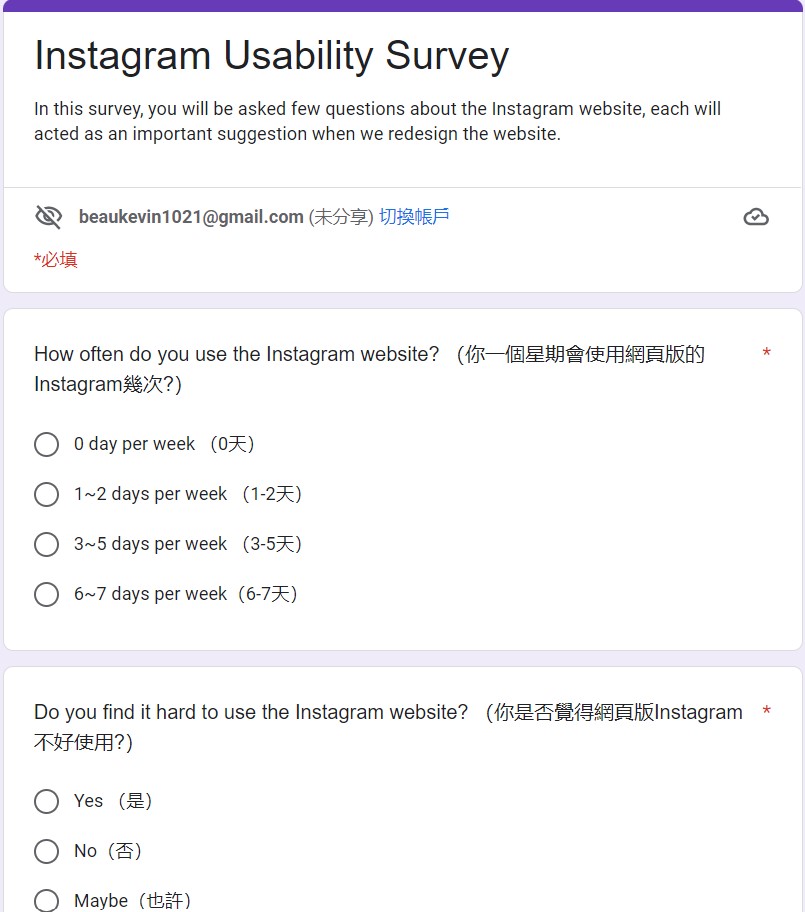 Instagram Usability Survey
In this survey, you will be asked few questions about the Instagram website, each will
acted as an important suggestion when we redesign the website.
beaukevin1021@gmail.com (未分享) 切換帳戶
*必填
How often do you use the Instagram website? （你一個星期會使用網頁版的 *
Instagram幾次?）
0 day per week （0天）
1~2 days per week （1-2天）
3~5 days per week （3-5天）
6~7 days per week（6-7天）
Do you find it hard to use the Instagram website? （你是否覺得網頁版Instagram *
不好使用?）
Yes （是）
No（否）
Maybe（也許）